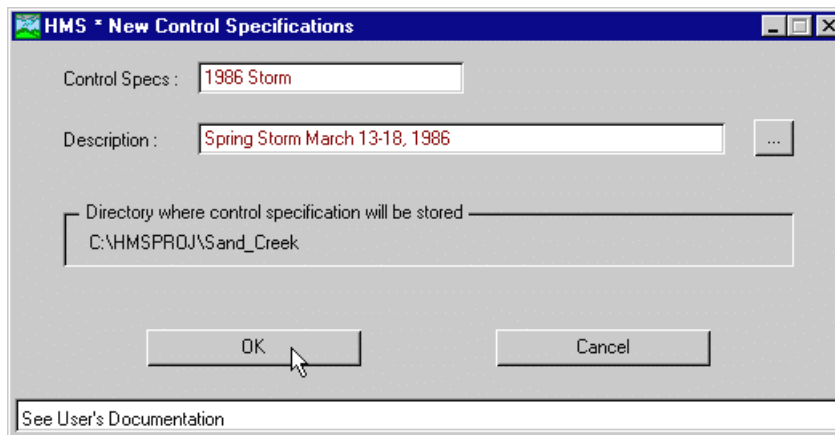 HMS * New Control Specifications
Control Specs : 1986 Storm
Description : Spring Storm March 13-18, 1986 ...
Directory where control specification will be stored
C:\HMSPROJ\Sand_Creek
OK Cancel
See User's Documentation